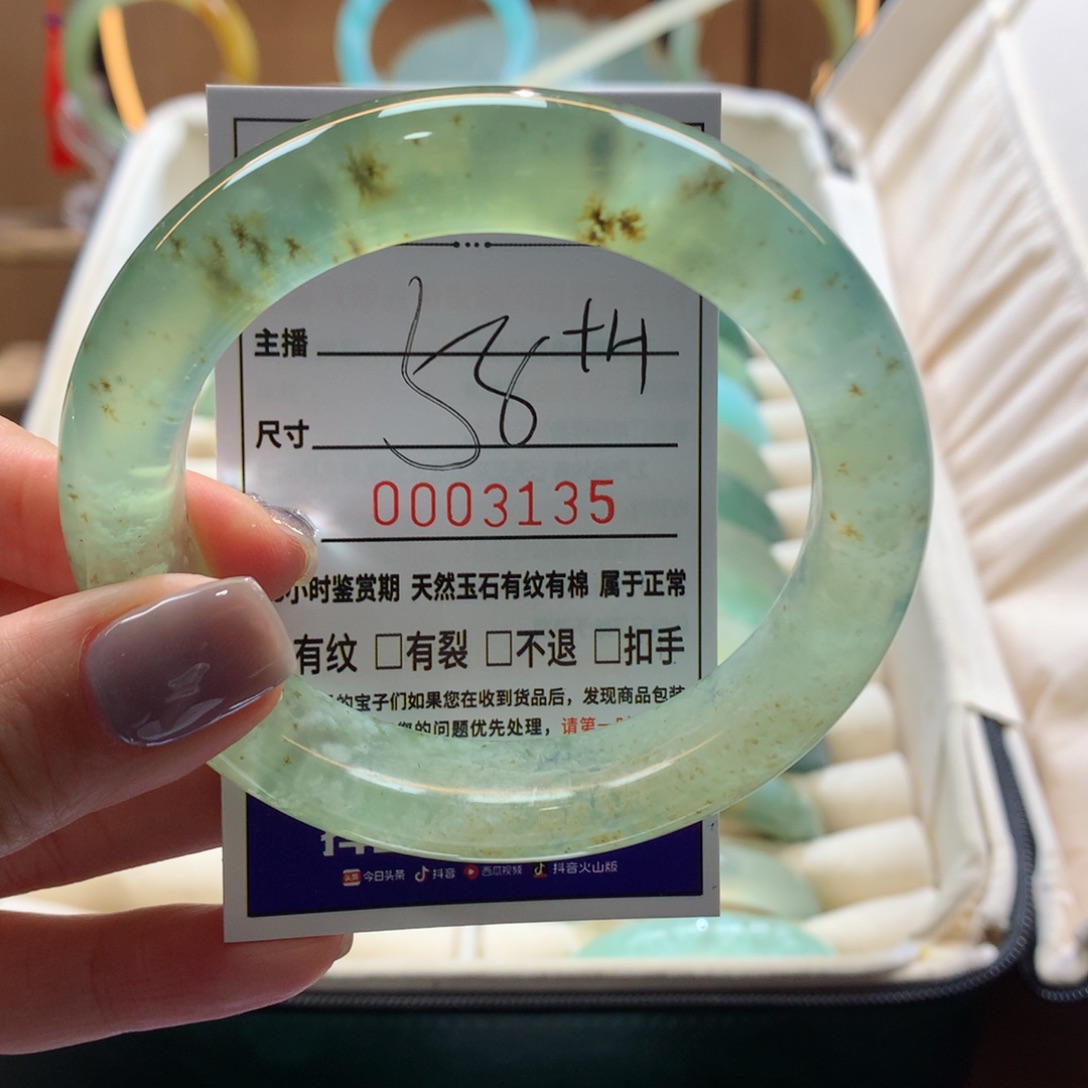 主播
58+H
尺寸
0003135
小时鉴赏期 天然玉石有纹有棉 属于正常
有纹 □有裂 □不退 □扣手
的宝子们如果您在收到货品后，发现商品包装
的问题优先处理，请第一
今日头条 抖音 西瓜视频 抖音火山版